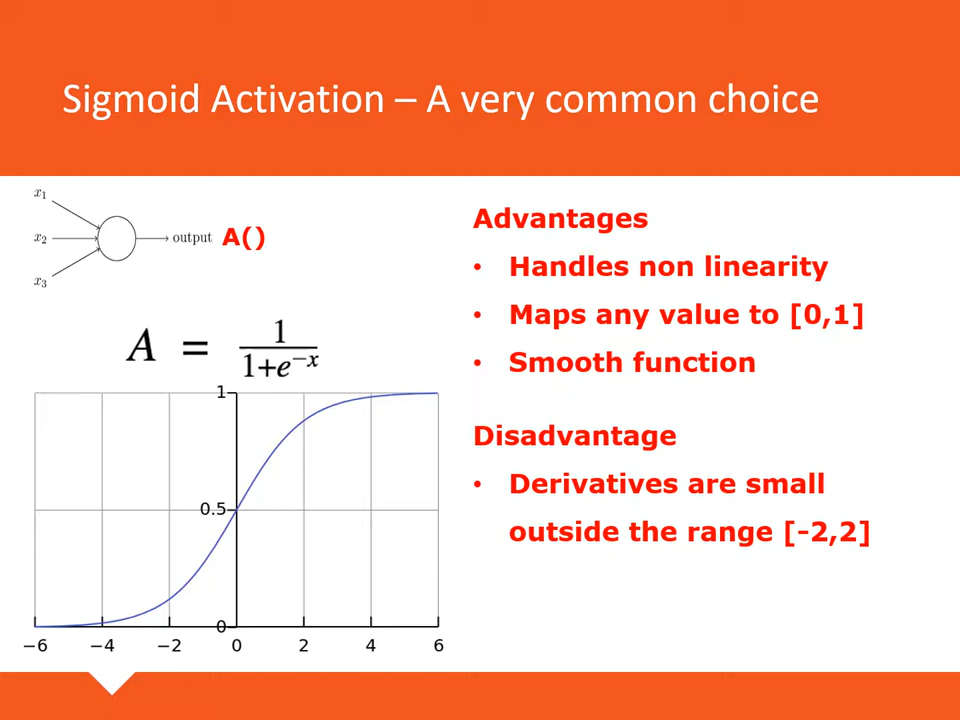 Sigmoid Activation – A very common choice
x1
x2
x3
output A()
A = 1/1+e^−x
1
0.5
0
−6 −4 −2 0 2 4 6
Advantages
• Handles non linearity
• Maps any value to [0,1]
• Smooth function
Disadvantage
• Derivatives are small
outside the range [-2,2]